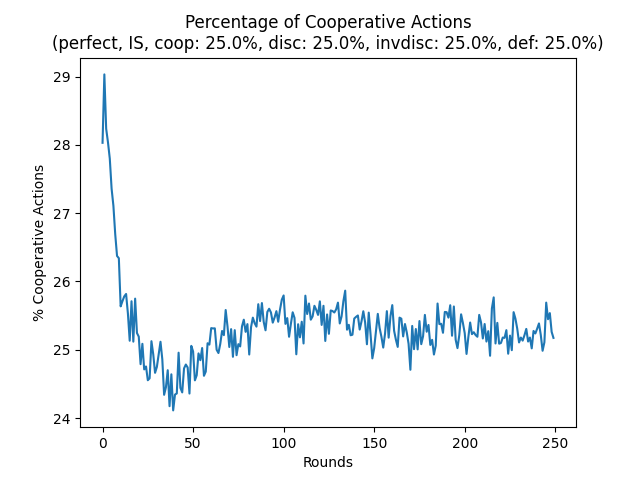 Percentage of Cooperative Actions
(perfect, IS, coop: 25.0%, disc: 25.0%, invdisc: 25.0%, def: 25.0%)
29
28
27
26
25
24
% Cooperative Actions
0 50 100 150 200 250
Rounds